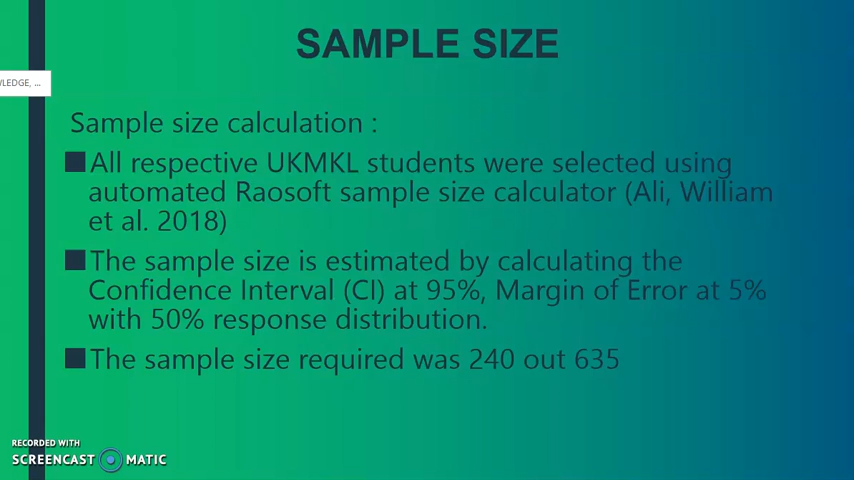 SAMPLE SIZE
WLEDGE, ...
Sample size calculation :
All respective UKMKL students were selected using
automated Raosoft sample size calculator (Ali, William
et al. 2018)
The sample size is estimated by calculating the
Confidence Interval (CI) at 95%, Margin of Error at 5%
with 50% response distribution.
The sample size required was 240 out 635
RECORDED WITH
SCREENCAST MATIC